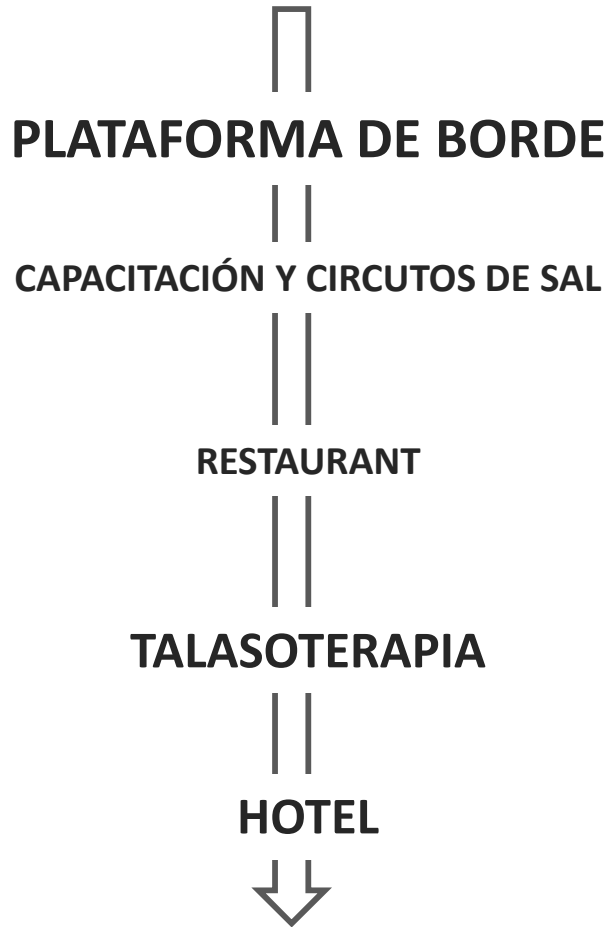 PLATAFORMA DE BORDE
CAPACITACIÓN Y CIRCUTOS DE SAL
RESTAURANT
TALASOTERAPIA
HOTEL